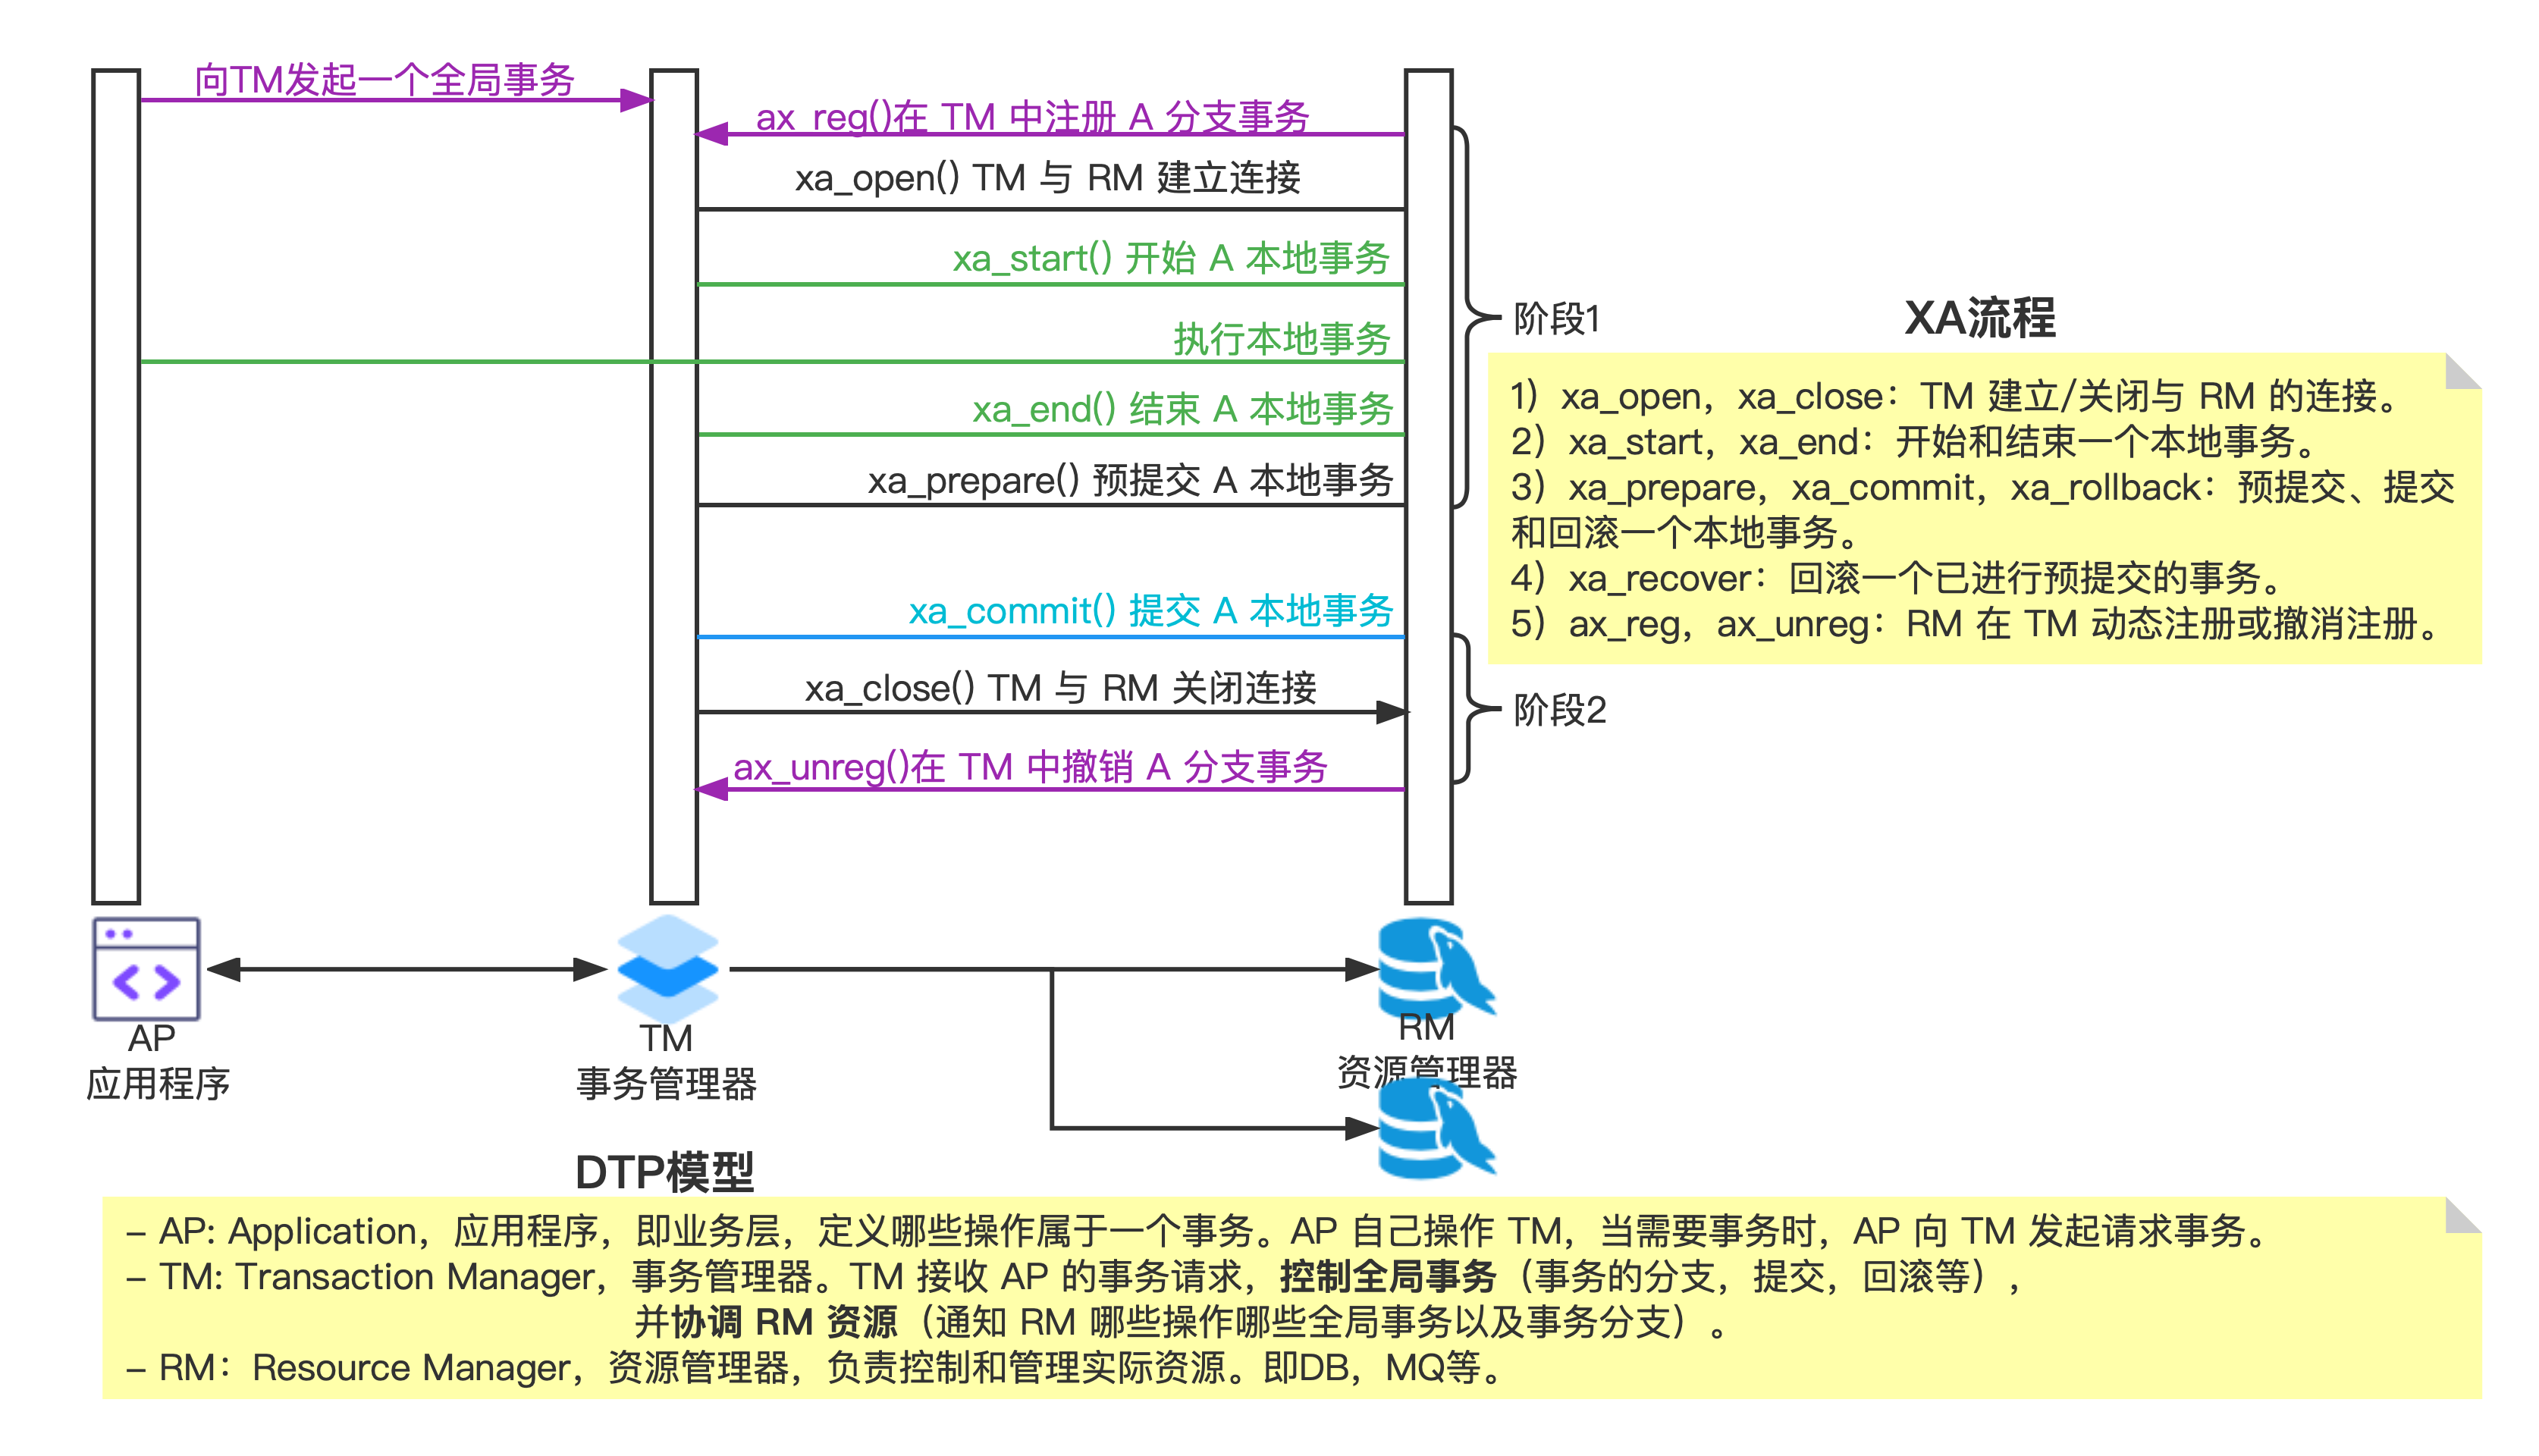 向TM发起一个全局事务
ax_reg()在 TM 中注册 A 分支事务
xa_open() TM 与 RM 建立连接
xa_start() 开始 A 本地事务
执行本地事务
xa_end() 结束 A 本地事务
xa_prepare() 预提交 A 本地事务
阶段1
xa_commit() 提交 A 本地事务
xa_close() TM 与 RM 关闭连接
ax_unreg()在 TM 中撤销 A 分支事务
阶段2
XA流程
1）xa_open，xa_close：TM 建立/关闭与 RM 的连接。
2）xa_start，xa_end：开始和结束一个本地事务。
3）xa_prepare，xa_commit，xa_rollback：预提交、提交
和回滚一个本地事务。
4）xa_recover：回滚一个已进行预提交的事务。
5）ax_reg，ax_unreg：RM 在 TM 动态注册或撤消注册。
AP
应用程序
TM
事务管理器
RM
资源管理器
DTP模型
– AP: Application，应用程序，即业务层，定义哪些操作属于一个事务。AP 自己操作 TM，当需要事务时，AP 向 TM 发起请求事务。
– TM: Transaction Manager，事务管理器。TM 接收 AP 的事务请求，控制全局事务（事务的分支，提交，回滚等），
并协调 RM 资源（通知 RM 哪些操作哪些全局事务以及事务分支）。
– RM：Resource Manager，资源管理器，负责控制和管理实际资源。即DB，MQ等。